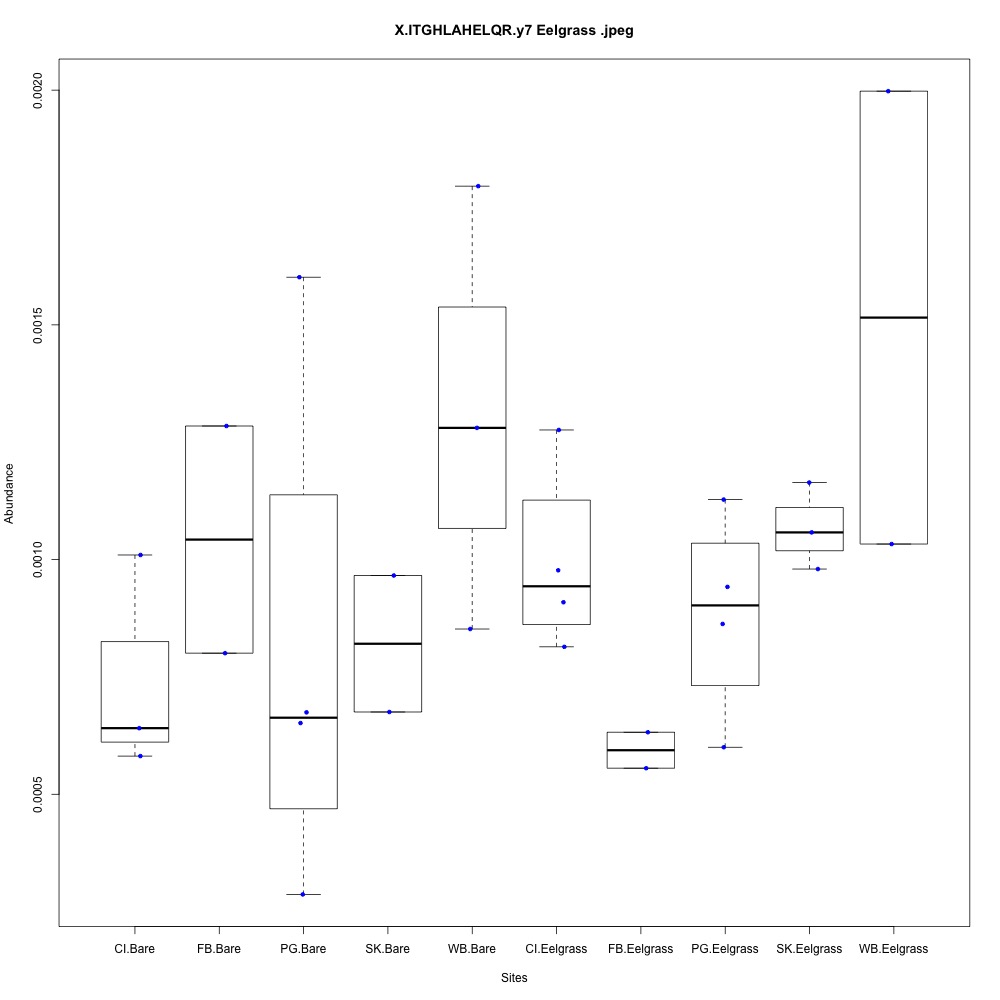 X.ITGHLAHELQR.y7 Eelgrass .jpeg
Abundance
0.0020
0.0015
0.0010
0.0005
CI.Bare FB.Bare PG.Bare SK.Bare WB.Bare CI.Eelgrass FB.Eelgrass PG.Eelgrass SK.Eelgrass WB.Eelgrass
Sites